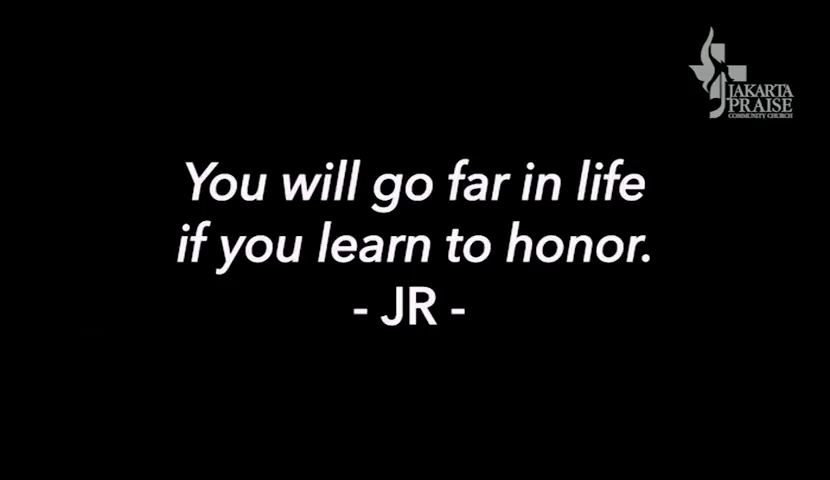 JAKARTA
PRAISE
COMMUNITY CHURCH
You will go far in life
if you learn to honor.
- JR -